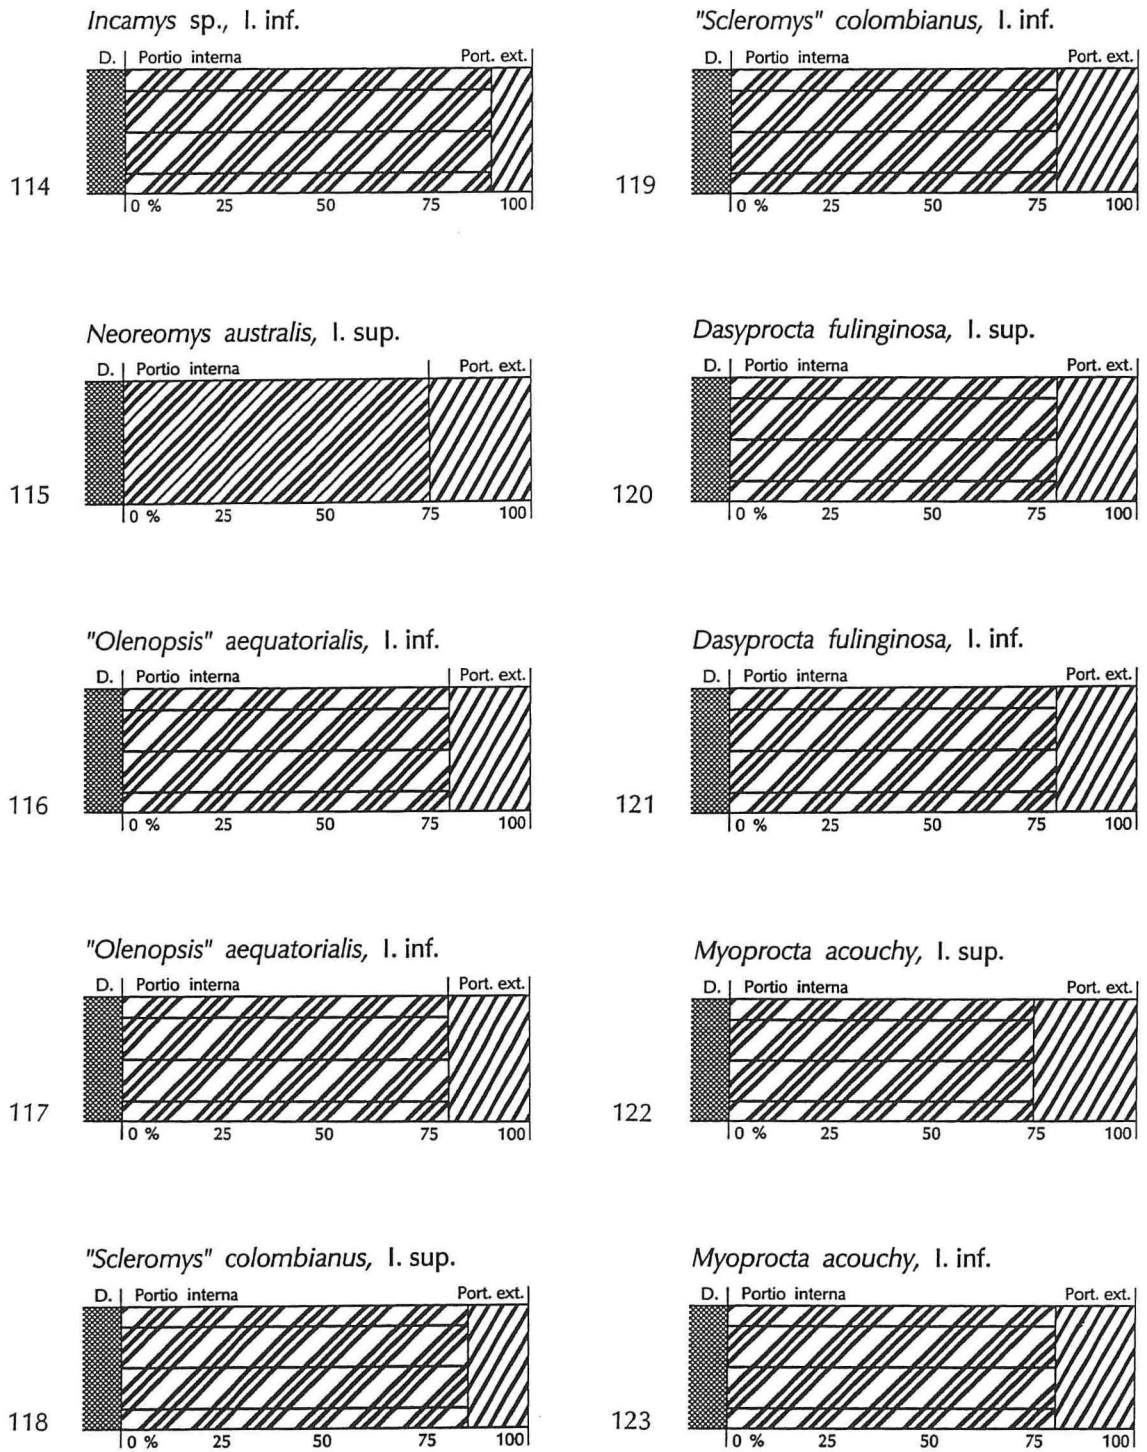 Incamys sp., I. inf.
D. Portio interna Port. ext.
114
0 % 25 50 75 100
Neoreomys australis, I. sup.
D. Portio interna Port. ext.
115
0 % 25 50 75 100
"Olenopsis" aequatorialis, I. inf.
D. Portio interna Port. ext.
116
0 % 25 50 75 100
"Olenopsis" aequatorialis, I. inf.
D. Portio interna Port. ext.
117
0 % 25 50 75 100
"Scleromys" colombianus, I. sup.
D. Portio interna Port. ext.
118
0 % 25 50 75 100
"Scleromys" colombianus, I. inf.
D. Portio interna Port. ext.
119
0 % 25 50 75 100
Dasyprocta fulinginosa, I. sup.
D. Portio interna Port. ext.
120
0 % 25 50 75 100
Dasyprocta fulinginosa, I. inf.
D. Portio interna Port. ext.
121
0 % 25 50 75 100
Myoprocta acouchy, I. sup.
D. Portio interna Port. ext.
122
0 % 25 50 75 100
Myoprocta acouchy, I. inf.
D. Portio interna Port. ext.
123
0 % 25 50 75 100